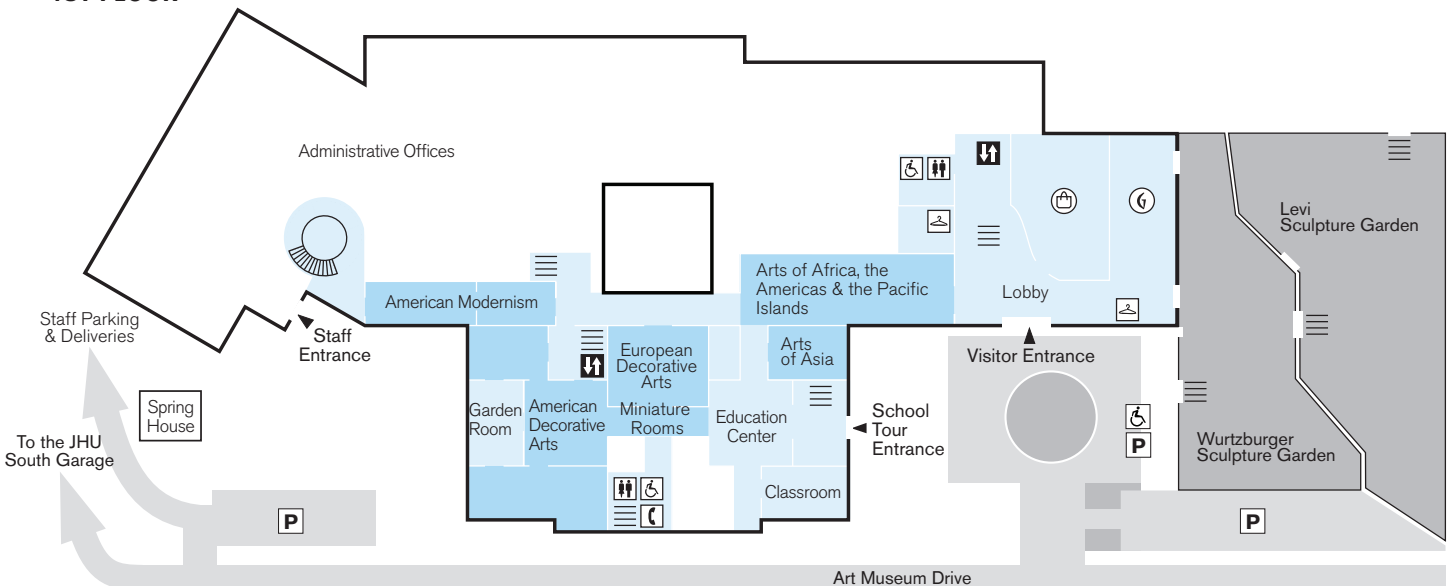 Administrative Offices
Levi
Sculpture Garden
Arts of Africa, the
Americas & the Pacific
Islands
Lobby
American Modernism
Staff Parking
& Deliveries
Staff
Entrance
European
Decorative
Arts
Arts
of Asia
Visitor Entrance
Spring
House
Garden
Room
American
Decorative
Arts
Miniature
Rooms
Education
Center
School
Tour
Entrance
P
To the JHU
South Garage
Wurtzburger
Sculpture Garden
Classroom
P
P
Art Museum Drive